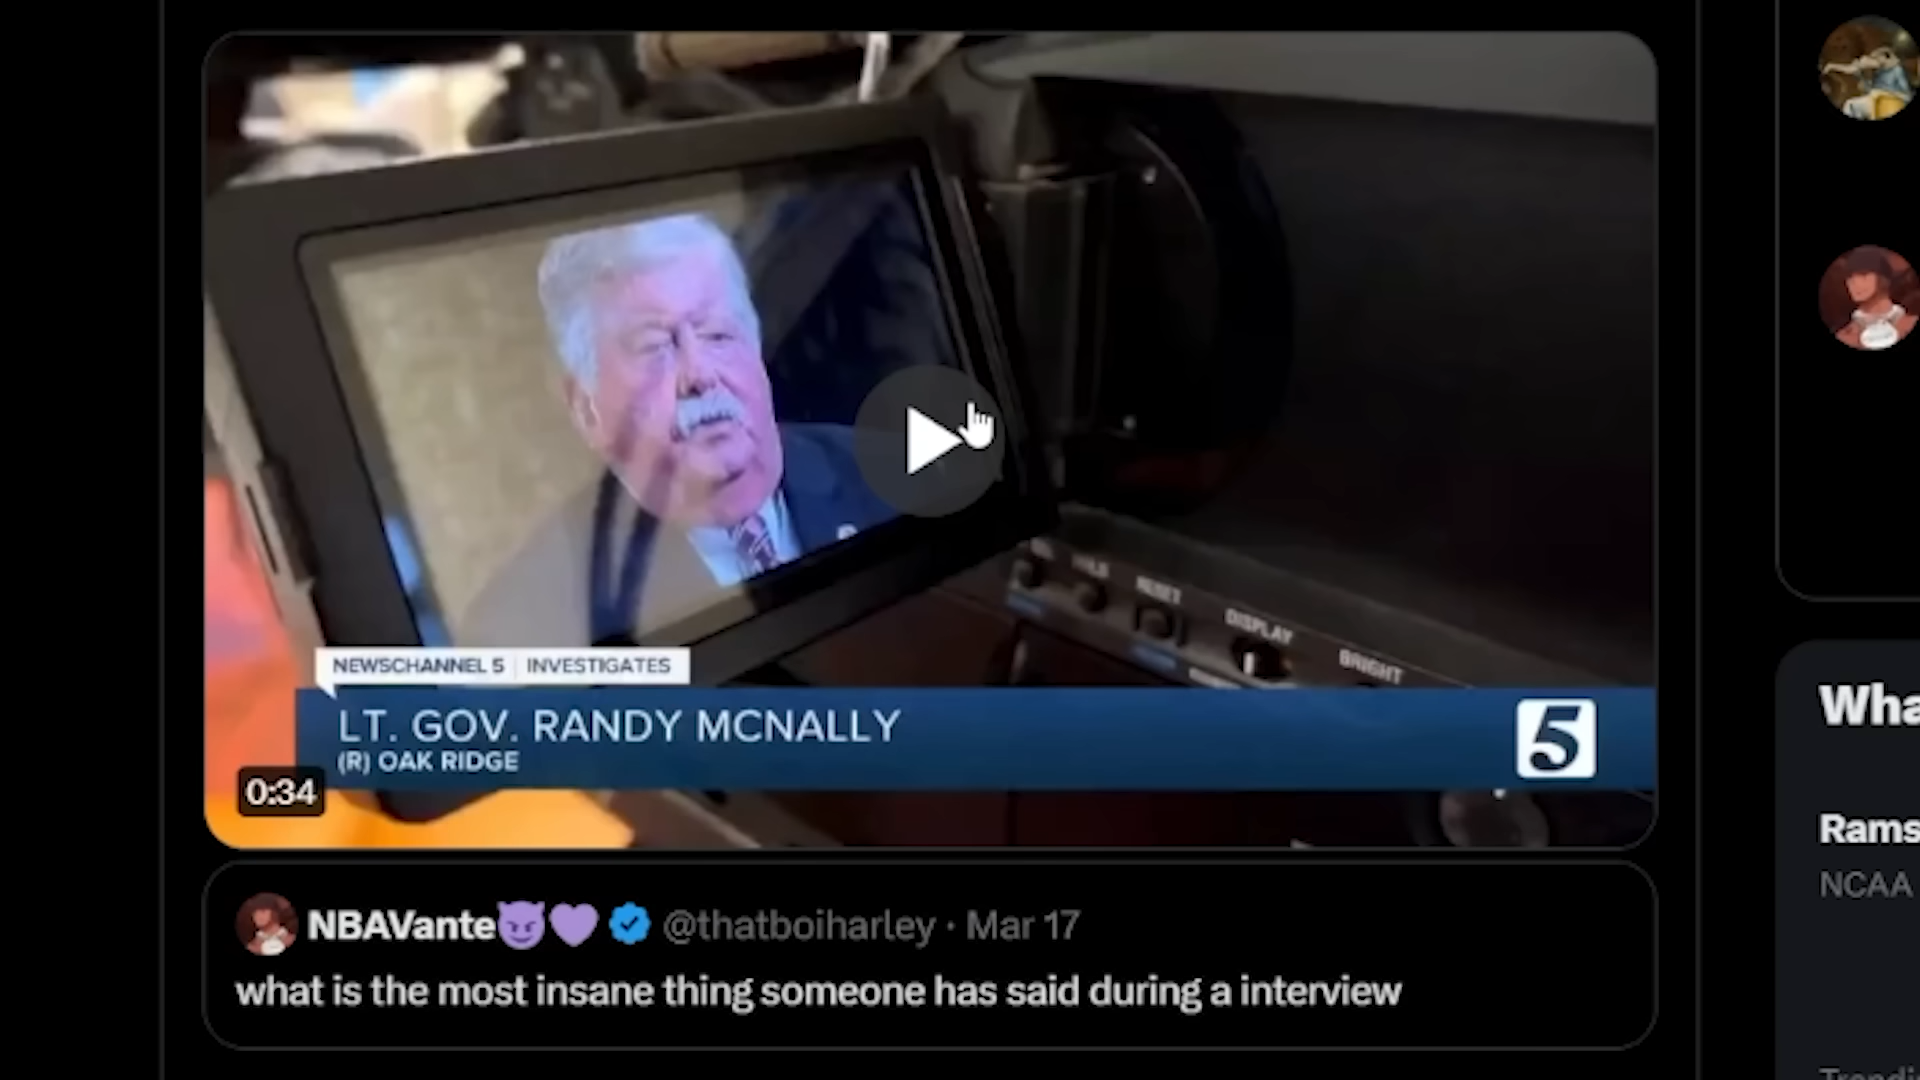 RESET
DISPLAY
BRIGHT
NEWSCHANNEL 5 | INVESTIGATES
LT. GOV. RANDY MCNALLY
(R) OAK RIDGE
5
0:34
NBAVante😈💜 @thatboiharley · Mar 17
what is the most insane thing someone has said during a interview
Wha
Rams
NCAA